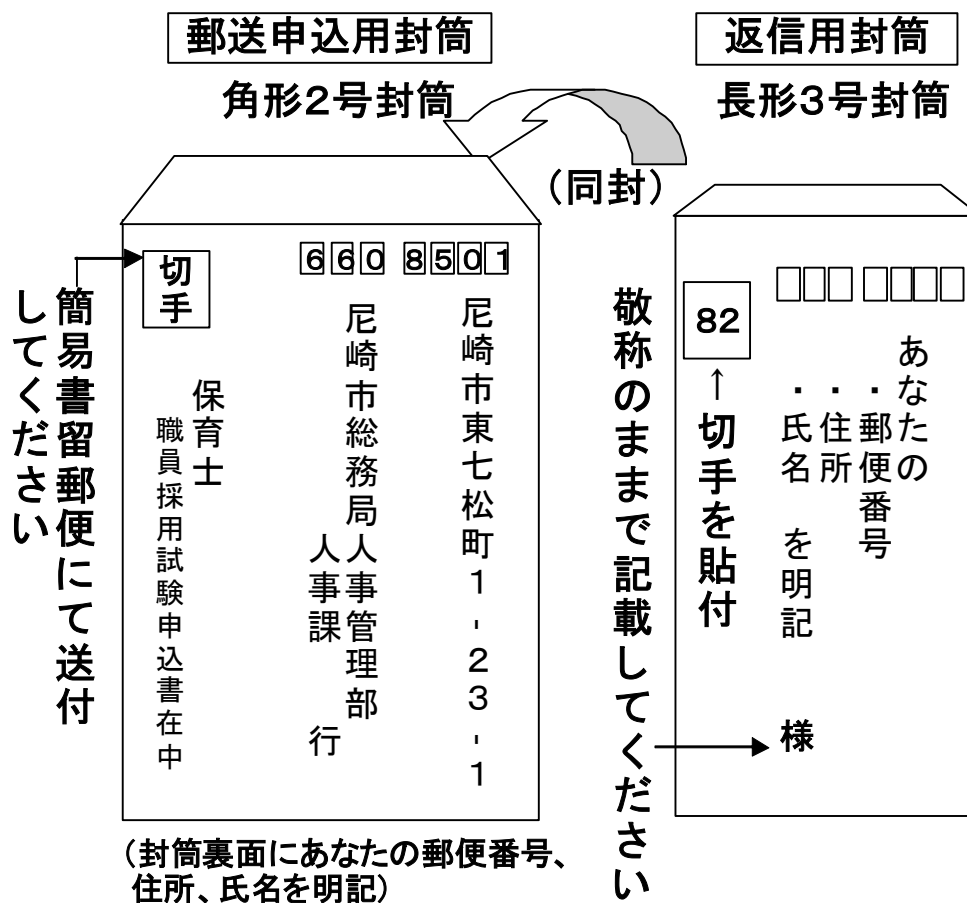 郵送申込用封筒
角形2号封筒
返信用封筒
長形3号封筒
(同封)
簡易書留郵便にて送付
してください
切手
660 8501
尼崎市東七松町1-23-1
尼崎市総務局人事管理部
人事課 行
保育士
職員採用試験申込書在中
(封筒裏面にあなたの郵便番号、
住所、氏名を明記)
敬称のままで記載してください
82
↑切手を貼付
あなたの
・郵便番号
・住所
・氏名 を明記
様